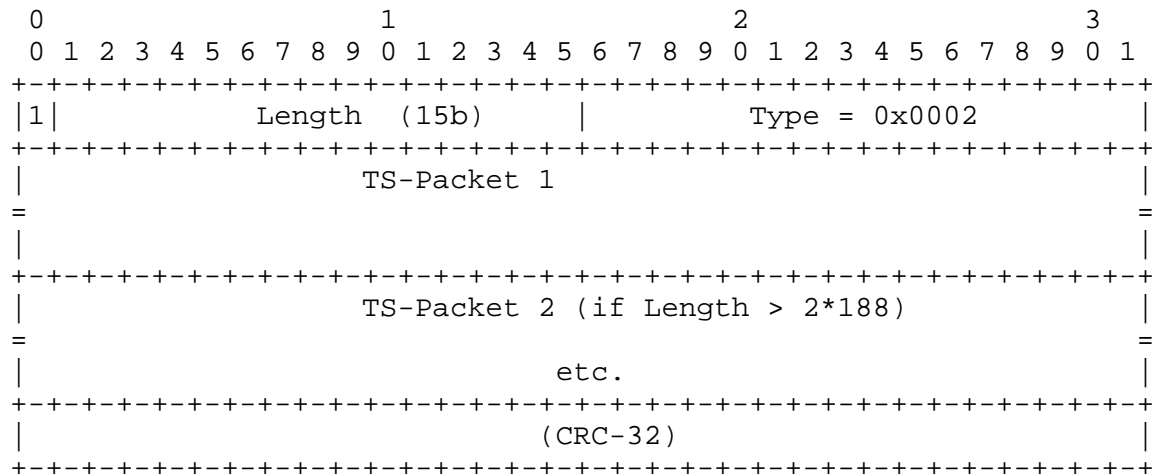 0                   1                   2                   3
 0 1 2 3 4 5 6 7 8 9 0 1 2 3 4 5 6 7 8 9 0 1 2 3 4 5 6 7 8 9 0 1
+-+-+-+-+-+-+-+-+-+-+-+-+-+-+-+-+-+-+-+-+-+-+-+-+-+-+-+-+-+-+-+-+
|1|           Length  (15b)     |         Type = 0x0002         |
+-+-+-+-+-+-+-+-+-+-+-+-+-+-+-+-+-+-+-+-+-+-+-+-+-+-+-+-+-+-+-+-+
|                   TS-Packet 1                                 |
=                                                               =
|                                                               |
+-+-+-+-+-+-+-+-+-+-+-+-+-+-+-+-+-+-+-+-+-+-+-+-+-+-+-+-+-+-+-+-+
|                   TS-Packet 2 (if Length > 2*188)             |
=                                                               =
|                              etc.                             |
+-+-+-+-+-+-+-+-+-+-+-+-+-+-+-+-+-+-+-+-+-+-+-+-+-+-+-+-+-+-+-+-+
|                             (CRC-32)                          |
+-+-+-+-+-+-+-+-+-+-+-+-+-+-+-+-+-+-+-+-+-+-+-+-+-+-+-+-+-+-+-+-+